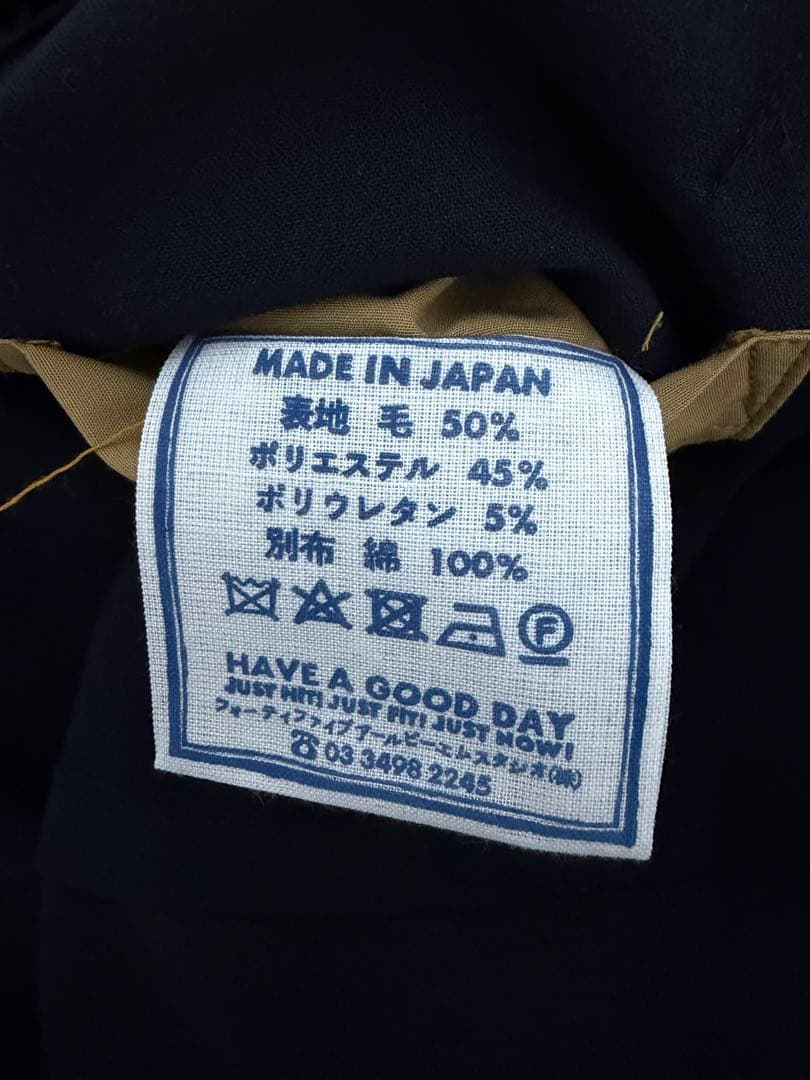 MADE IN JAPAN
表地 毛 50%
ポリエステル 45%
ポリウレタン 5%
別布 綿 100%
F
HAVE A GOOD DAY
JUST HIT! JUST FIT! JUST NOW!
フォーティファイブアールピーエムスタジオ(株)
☎03 3498 2245